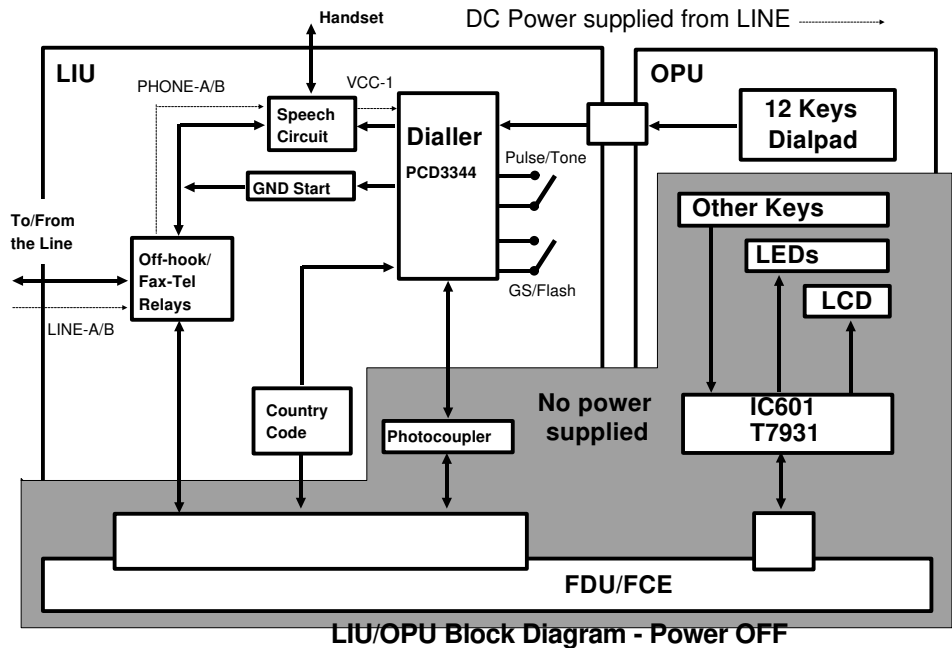 Handset
DC Power supplied from LINE
LIU
OPU
PHONE-A/B
VCC-1
Speech
Circuit
Dialler
PCD3344
12 Keys
Dialpad
Pulse/Tone
GND Start
Other Keys
To/From
the Line
LEDs
Off-hook/
Fax-Tel
Relays
GS/Flash
LCD
LINE-A/B
No power
supplied
IC601
T7931
Country
Code
Photocoupler
FDU/FCE
LIU/OPU Block Diagram - Power OFF